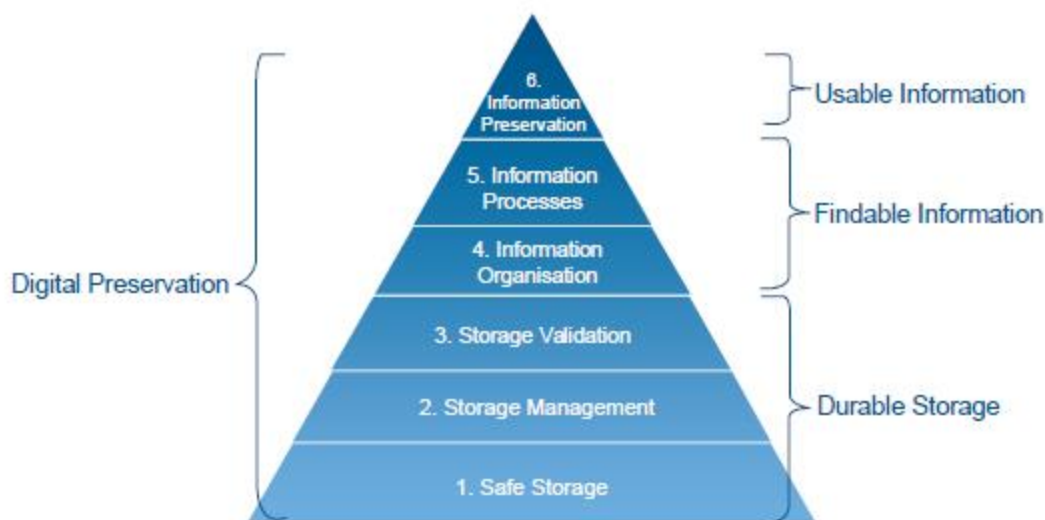 6.
Information
Preservation
Usable Information
5. Information
Processes
Findable Information
4. Information
Organisation
Digital Preservation
3. Storage Validation
2. Storage Management
Durable Storage
1. Safe Storage